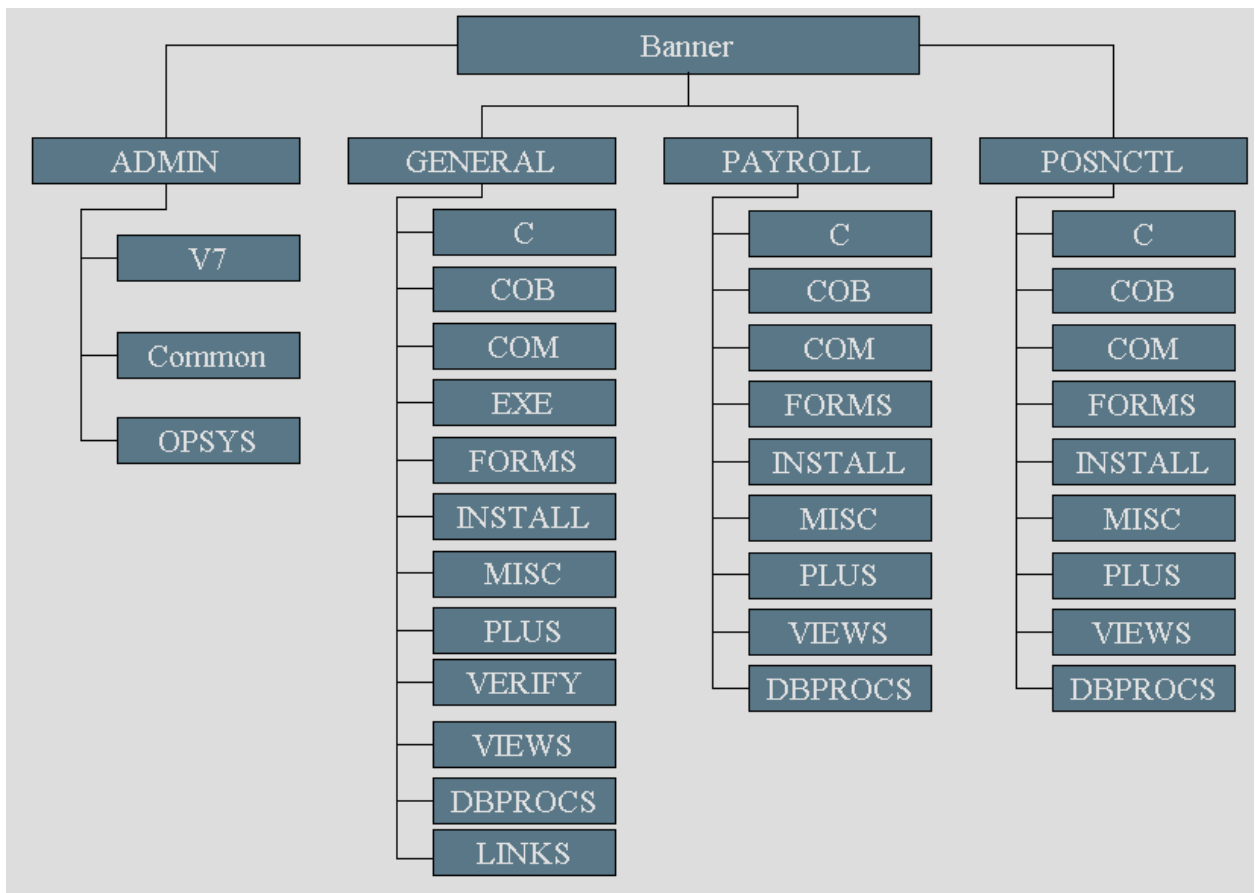 Banner
ADMIN
V7
Common
OPSYS
GENERAL
C
COB
COM
EXE
FORMS
INSTALL
MISC
PLUS
VERIFY
VIEWS
DBPROCS
LINKS
PAYROLL
C
COB
COM
FORMS
INSTALL
MISC
PLUS
VIEWS
DBPROCS
POSNCTL
C
COB
COM
FORMS
INSTALL
MISC
PLUS
VIEWS
DBPROCS